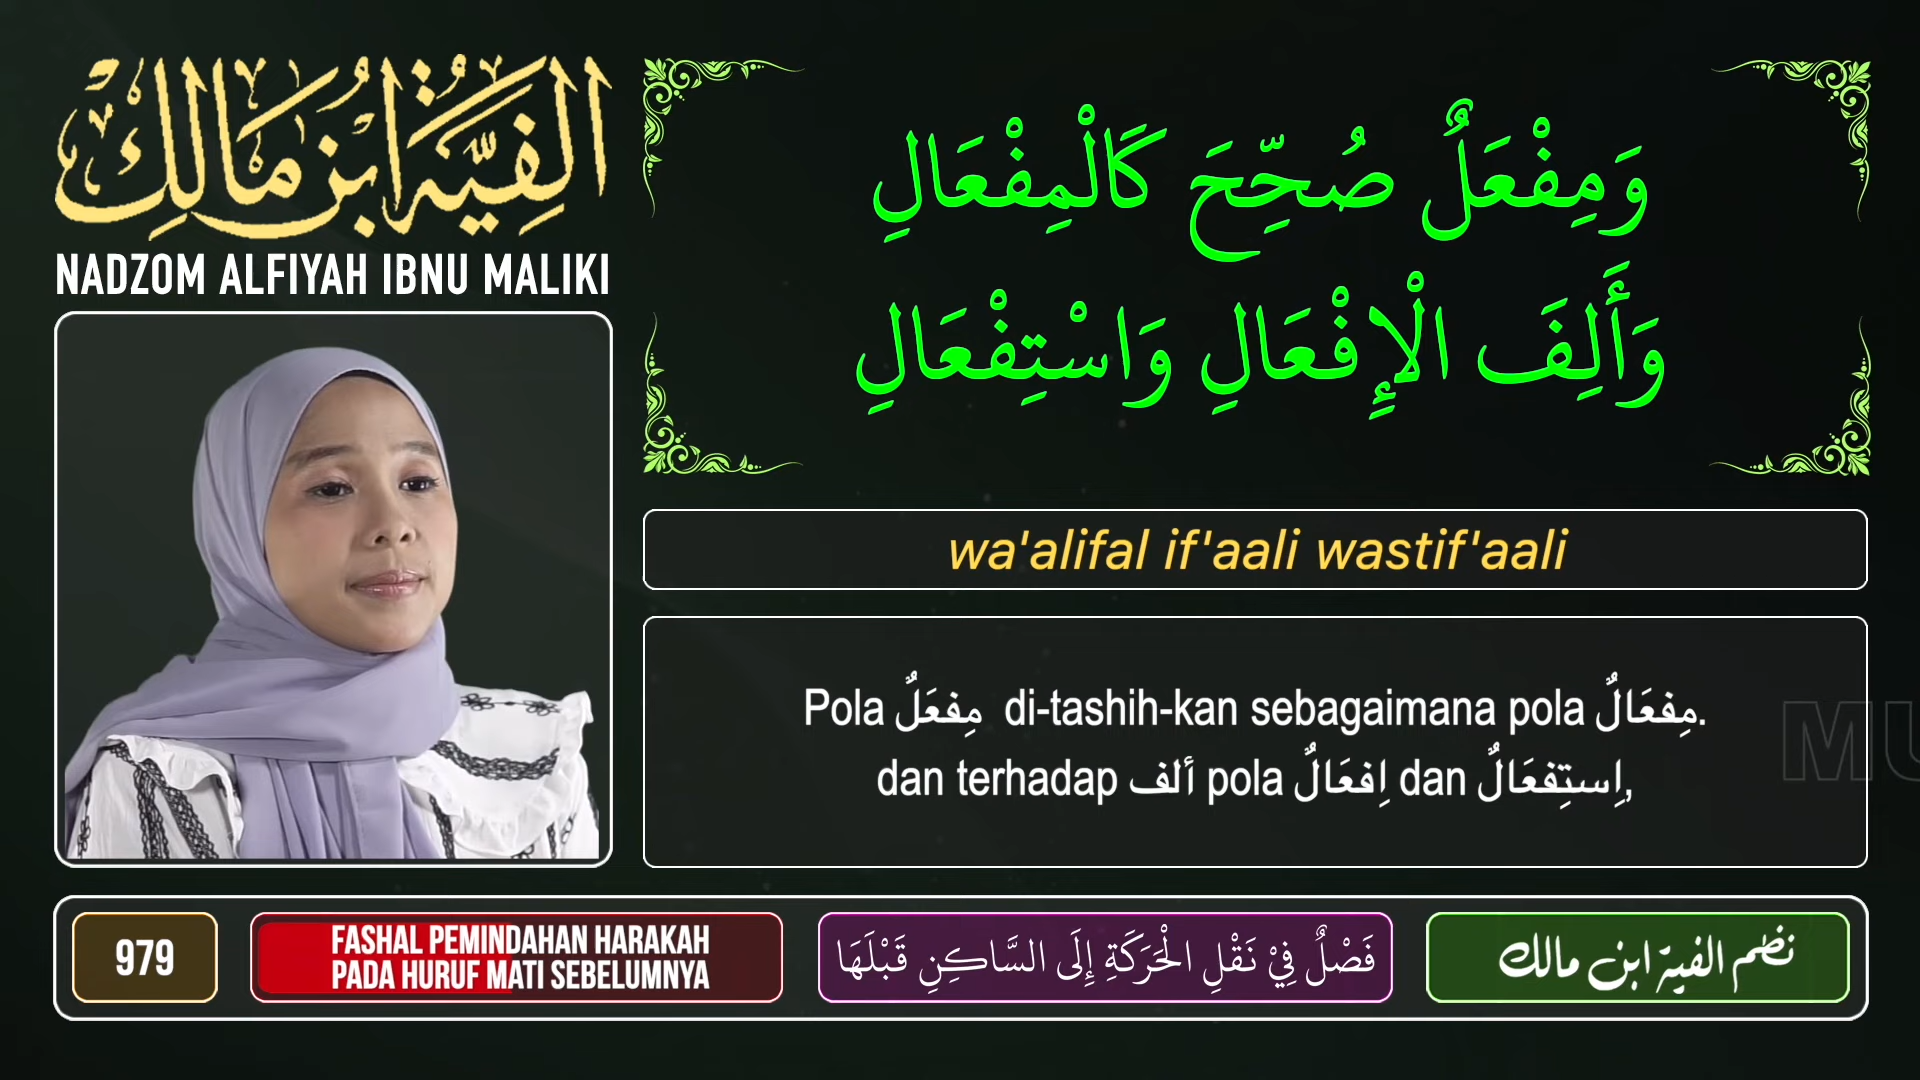 الفية ابن مالك
NADZOM ALFIYAH IBNU MALIKI
وَمِفْعَلٌ صُحِّحَ كَالْمِفْعَالِ
وَأَلِفَ الْإِفْعَالِ وَاسْتِفْعَالِ
wa'alifal if'aali wastif'aali
Pola مِفعَلٌ di-tashih-kan sebagaimana pola مِفعَالٌ.
dan terhadap ألف pola اِفعَالٌ dan اِستِفعَالٌ,
MU
979
FASHAL PEMINDAHAN HARAKAH
PADA HURUF MATI SEBELUMNYA
فَصْلٌ فِيْ نَقْلِ الْحَرَكَةِ إِلَى السَّاكِنِ قَبْلَهَا
نظم الفية ابن مالك